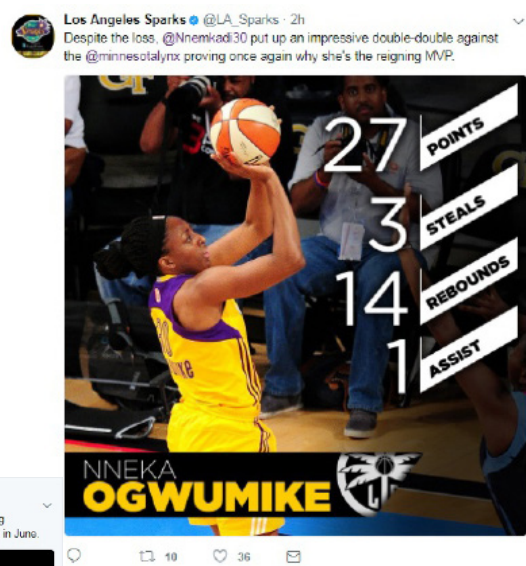 Los Angeles Sparks @LA_Sparks · 2h
Despite the loss, @Nnemkadi30 put up an impressive double-double against
the @minnesotalynx proving once again why she's the reigning MVP.
27 POINTS
3 STEALS
14 REBOUNDS
1 ASSIST
NNEKA
OGWUMIKE
10 36
in June.